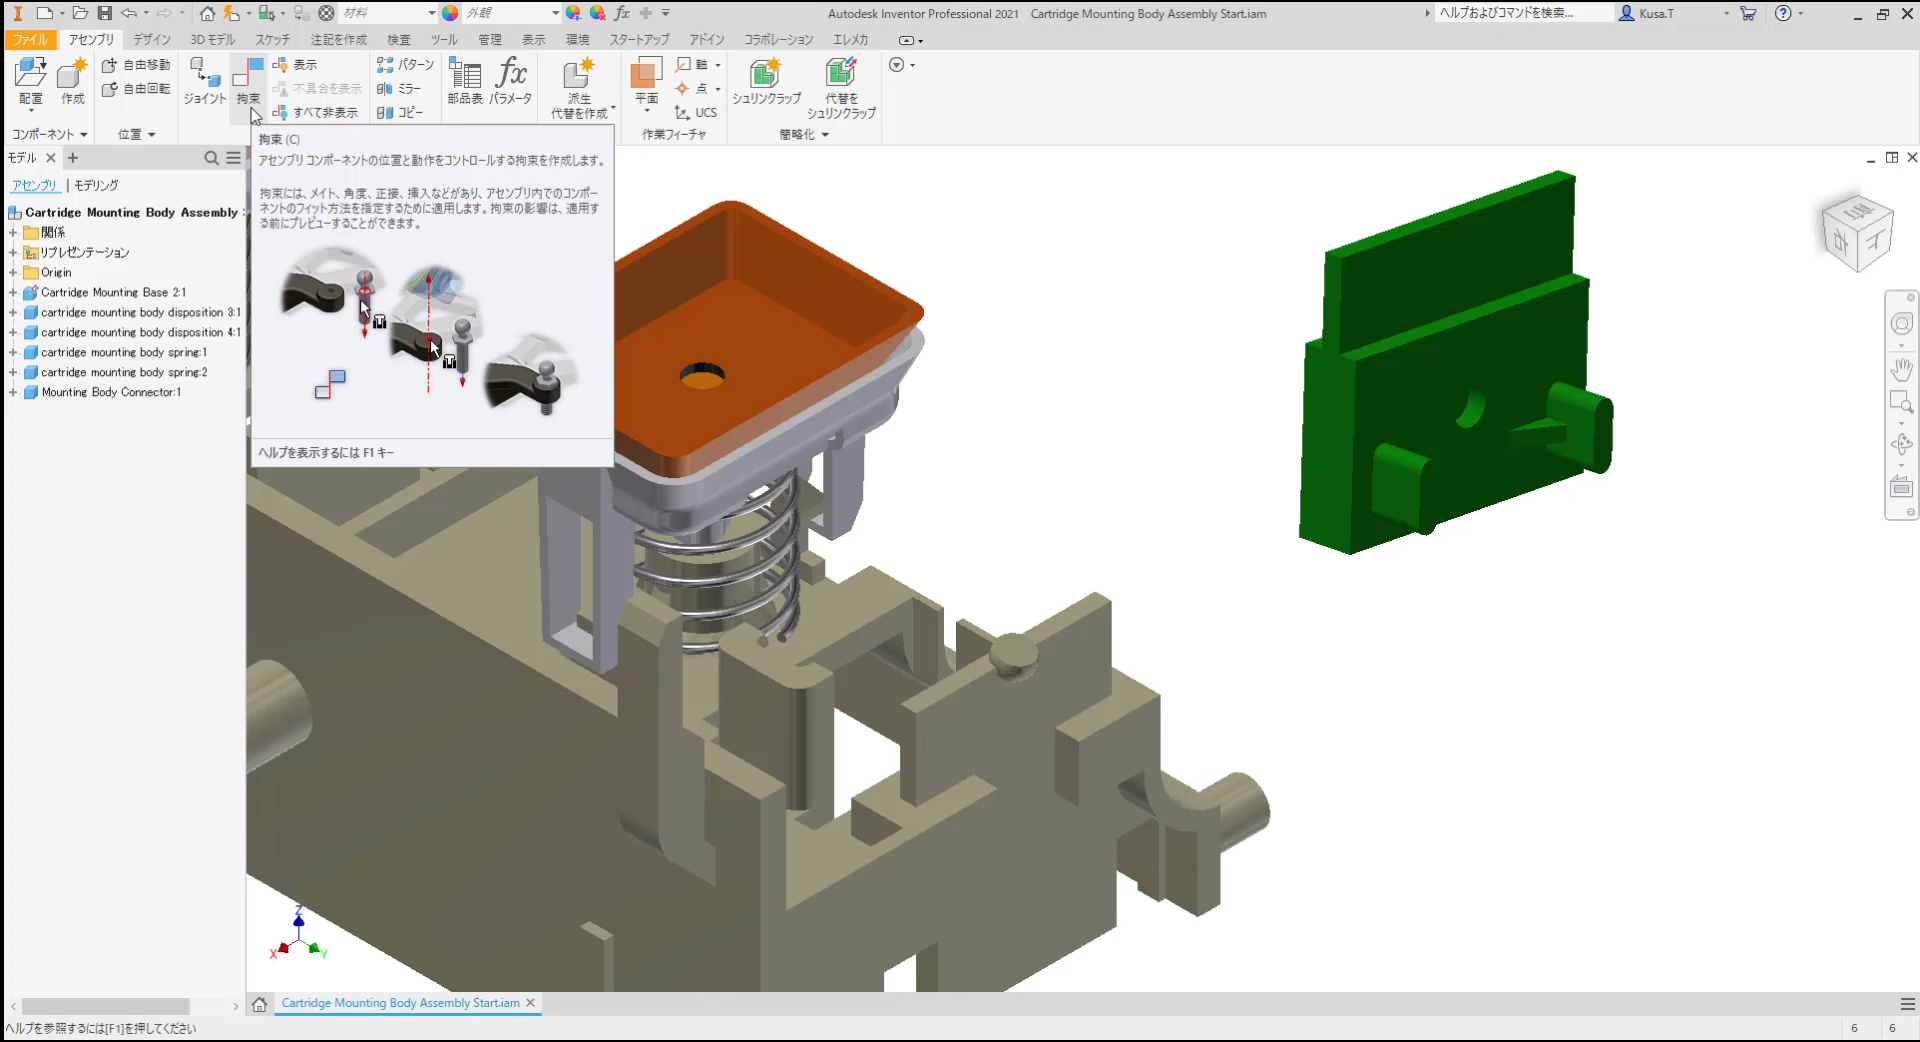 材料
外観
fx
Autodesk Inventor Professional 2021 Cartridge Mounting Body Assembly Start.iam
ヘルプおよびコマンドを検索...
Kusa.T
ファイル アセンブリ デザイン 3D モデル スケッチ 注記を作成 検査 ツール 管理 表示 環境 スタートアップ アドイン コラボレーション エレメカ
配置
作成
自由移動
自由回転
ジョイント
拘束
表示
不具合を表示
すべて非表示
パターン
ミラー
コピー
部品表
fx
パラメータ
派生
代替を作成
平面
軸
点
UCS
シュリンクラップ
代替を
シュリンクラップ
コンポーネント
位置
作業フィーチャ
簡略化
モデル
アセンブリ | モデリング
Cartridge Mounting Body Assembly
関係
リプレゼンテーション
Origin
Cartridge Mounting Base 2:1
cartridge mounting body disposition 3:1
cartridge mounting body disposition 4:1
cartridge mounting body spring:1
cartridge mounting body spring:2
Mounting Body Connector:1
拘束 (C)
アセンブリ コンポーネントの位置と動作をコントロールする拘束を作成します。
拘束には、メイト、角度、正接、挿入などがあり、アセンブリ内でのコンポー
ネントのフィット方法を指定するために適用します。拘束の影響は、適用す
る前にプレビューすることができます。
ヘルプを表示するには F1 キー
Z
X
Y
Cartridge Mounting Body Assembly Start.iam
ヘルプを参照するには[F1]を押してください
6 6